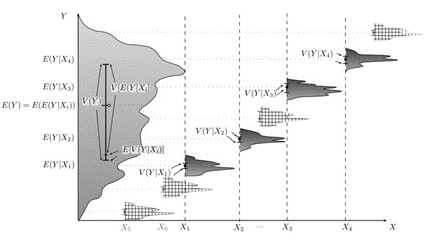 Y
E(Y|X₄)
V(Y|X₄)
E(Y|X₃)
V(Y|X₃)
E(Y) = E(E(Y|Xᵢ))
V(Y)
V[E(Y|Xᵢ]
E(Y|X₂)
V(Y|X₂)
E[V(Y|Xᵢ)]
E(Y|X₁)
V(Y|X₁)
X₅ X₆ X₁ X₂ ... X₃ X₄ X